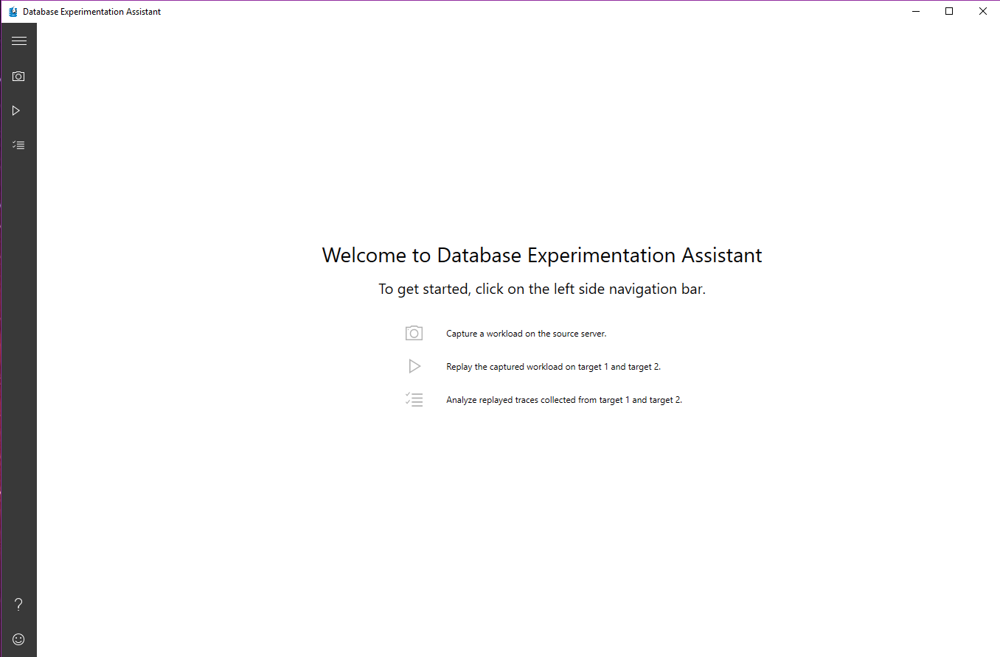 Database Experimentation Assistant
Welcome to Database Experimentation Assistant
To get started, click on the left side navigation bar.
Capture a workload on the source server.
Replay the captured workload on target 1 and target 2.
Analyze replayed traces collected from target 1 and target 2.
?